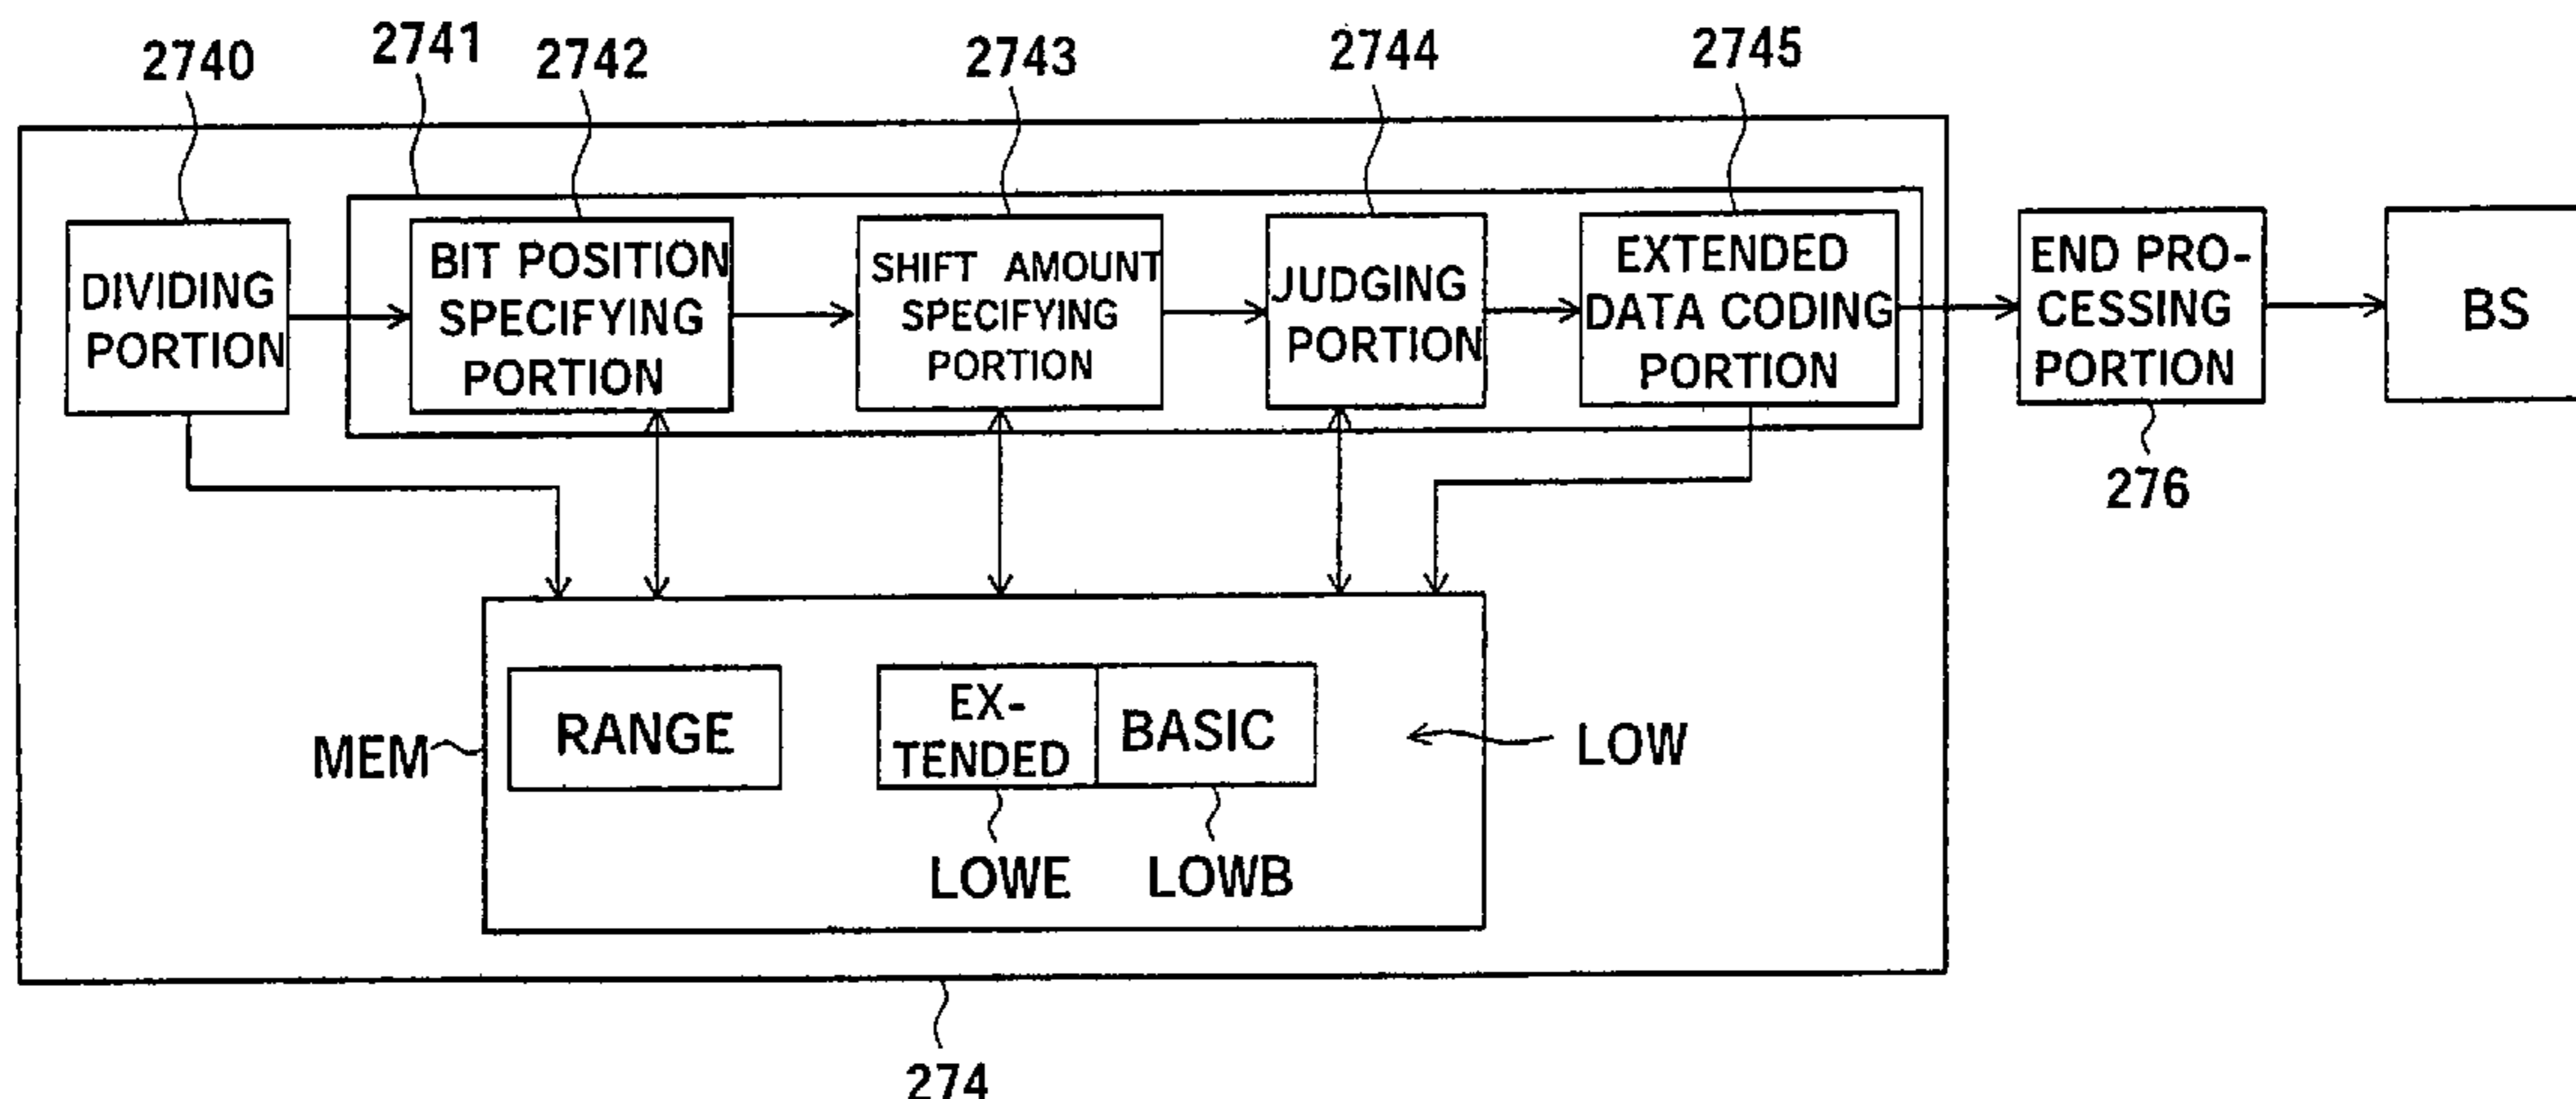 2740
2741
2742
2743
2744
2745
DIVIDING
PORTION
BIT POSITION
SPECIFYING
PORTION
SHIFT AMOUNT
SPECIFYING
PORTION
JUDGING
PORTION
EXTENDED
DATA CODING
PORTION
END PRO-
CESSING
PORTION
BS
276
MEM
RANGE
EX-
TENDED
BASIC
LOW
LOWE
LOWB
274